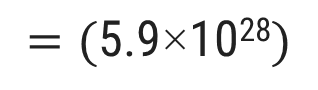 = (5.9×10²⁸)